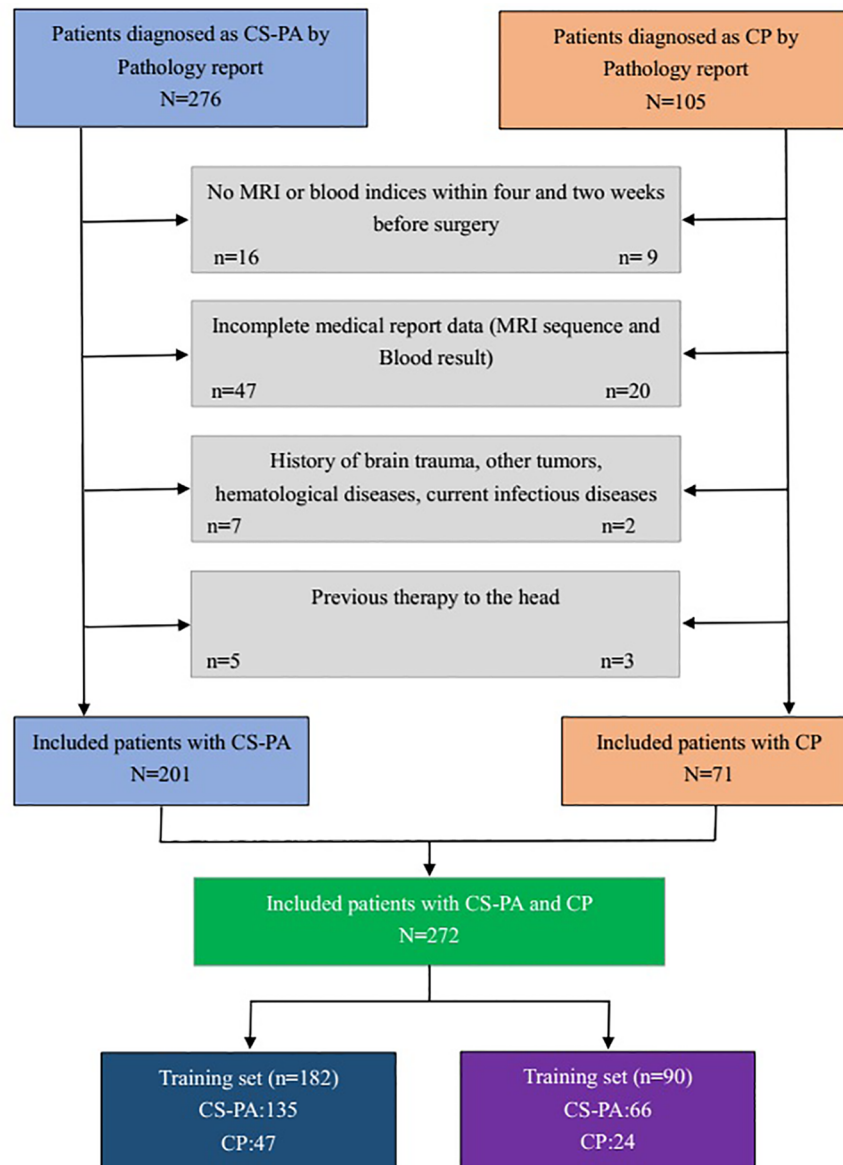 Patients diagnosed as CS-PA by
Pathology report
N=276
Patients diagnosed as CP by
Pathology report
N=105
No MRI or blood indices within four and two weeks
before surgery
n=16 n= 9
Incomplete medical report data (MRI sequence and
Blood result)
n=47 n=20
History of brain trauma, other tumors,
hematological diseases, current infectious diseases
n=7 n=2
Previous therapy to the head
n=5 n=3
Included patients with CS-PA
N=201
Included patients with CP
N=71
Included patients with CS-PA and CP
N=272
Training set (n=182)
CS-PA:135
CP:47
Training set (n=90)
CS-PA:66
CP:24